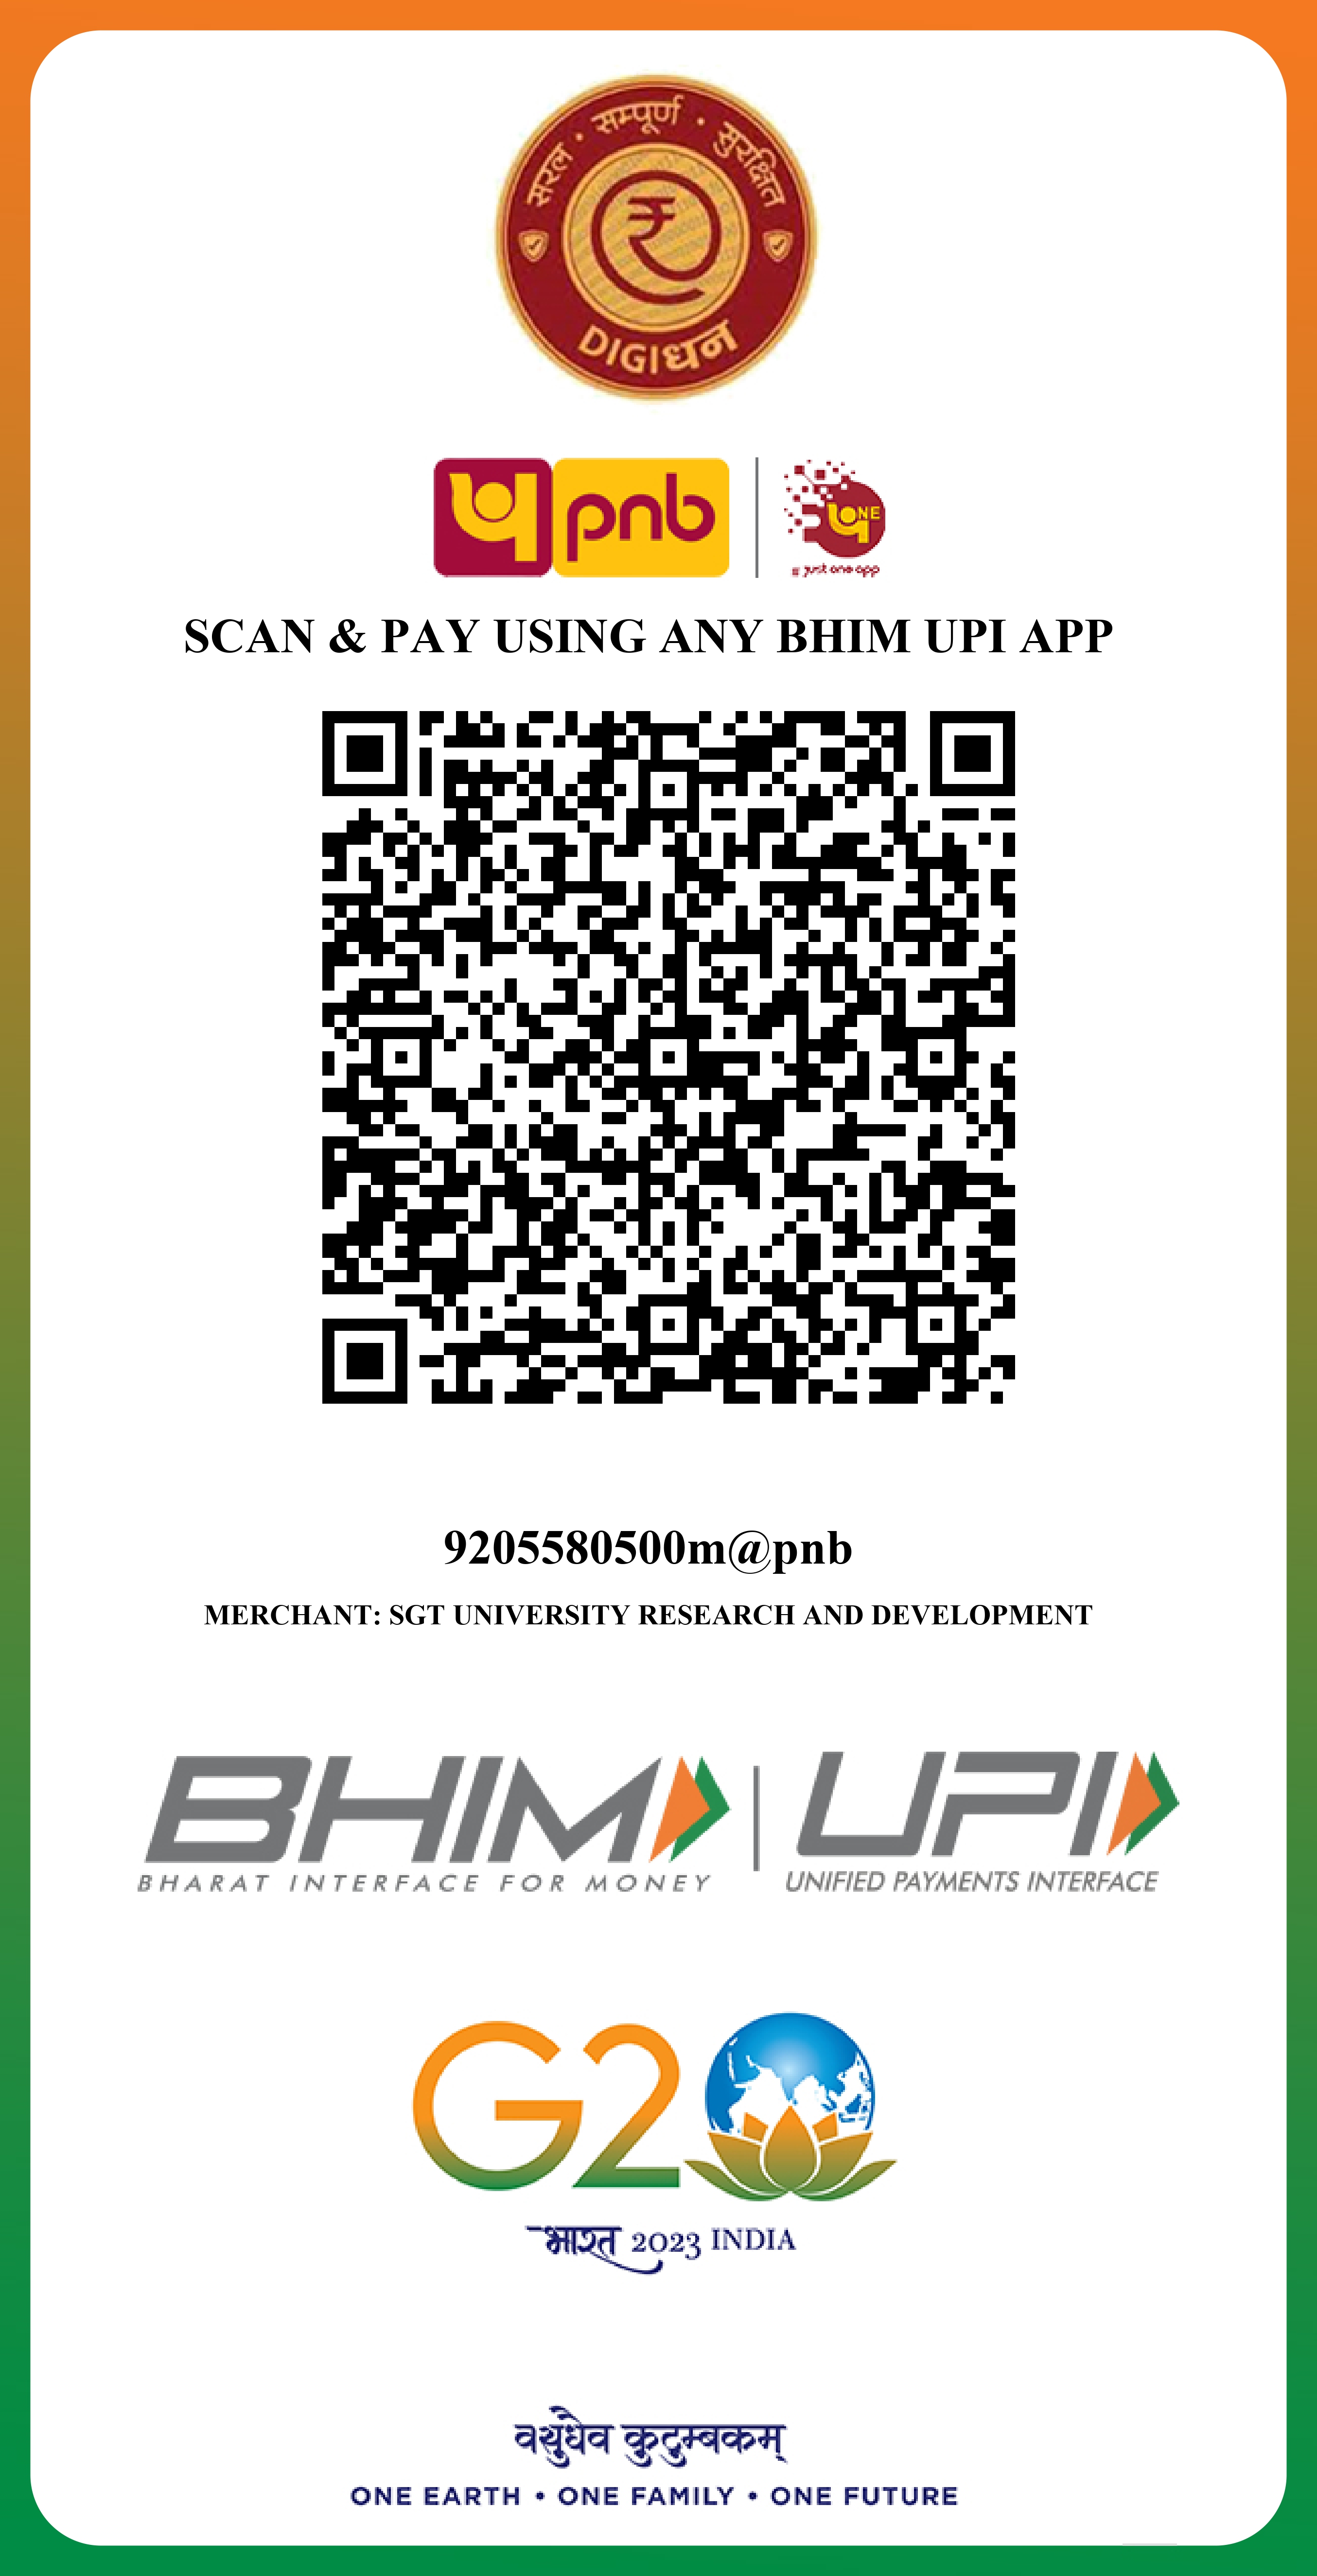 सरल • सम्पूर्ण • सुरक्षित
DIGIधन
प pnb
प ONE
# just one app
SCAN & PAY USING ANY BHIM UPI APP
9205580500m@pnb
MERCHANT: SGT UNIVERSITY RESEARCH AND DEVELOPMENT
BHIM UPI
BHARAT INTERFACE FOR MONEY UNIFIED PAYMENTS INTERFACE
G20
भारत 2023 INDIA
वसुधैव कुटुम्बकम्
ONE EARTH • ONE FAMILY • ONE FUTURE